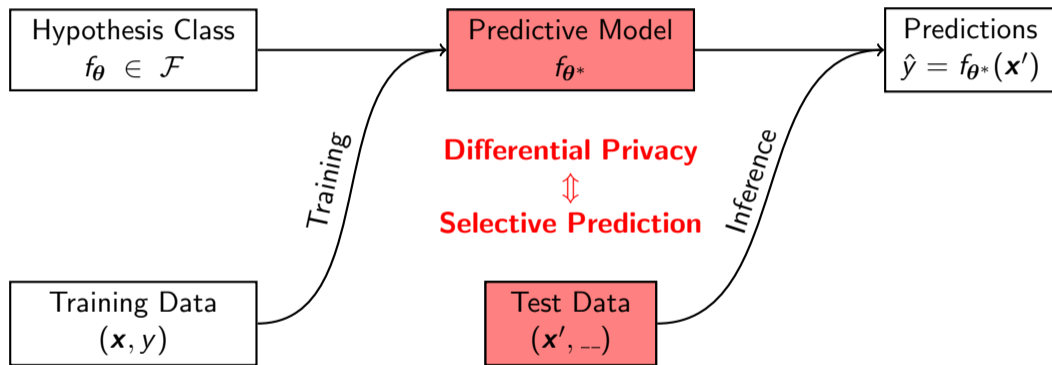 Hypothesis Class
f_θ ∈ ℱ
Predictive Model
f_θ*
Predictions
ŷ = f_θ*(x′)
Training
Differential Privacy
⇕
Selective Prediction
Inference
Training Data
(x, y)
Test Data
(x′, __)